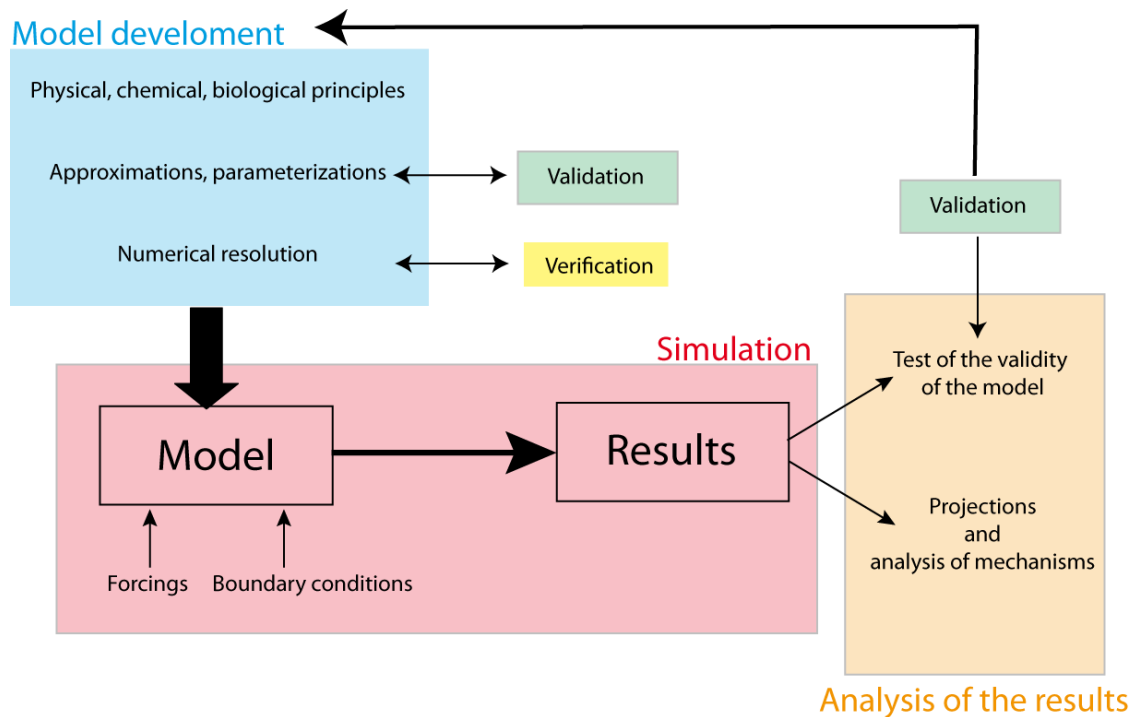 Model develoment
Physical, chemical, biological principles
Approximations, parameterizations
Validation
Validation
Numerical resolution
Verification
Simulation
Test of the validity
of the model
Model
Results
Projections
and
analysis of mechanisms
Forcings
Boundary conditions
Analysis of the results